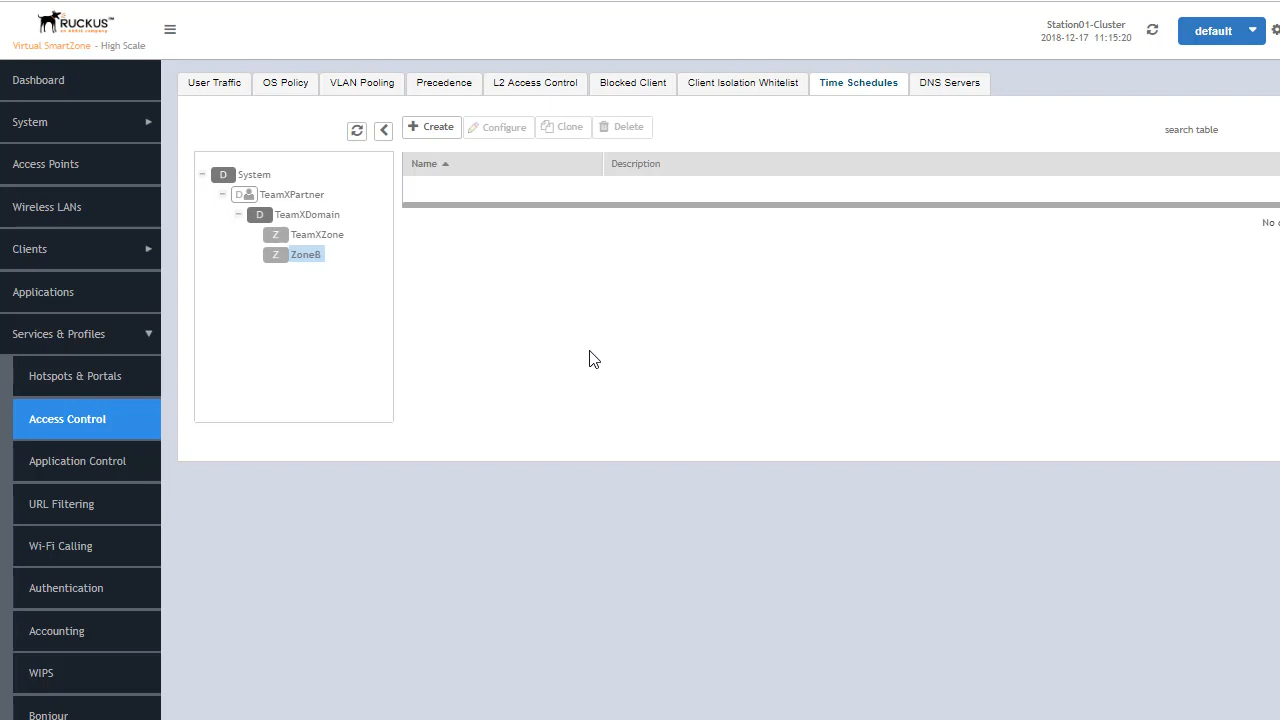 RUCKUS™
an ARRIS company
Virtual SmartZone - High Scale
Station01-Cluster
2018-12-17 11:15:20
default
Dashboard
System
Access Points
Wireless LANs
Clients
Applications
Services & Profiles
Hotspots & Portals
Access Control
Application Control
URL Filtering
Wi-Fi Calling
Authentication
Accounting
WIPS
Bonjour
User Traffic OS Policy VLAN Pooling Precedence L2 Access Control Blocked Client Client Isolation Whitelist Time Schedules DNS Servers
Create Configure Clone Delete search table
D System
D TeamXPartner
D TeamXDomain
Z TeamXZone
Z ZoneB
Name Description
No